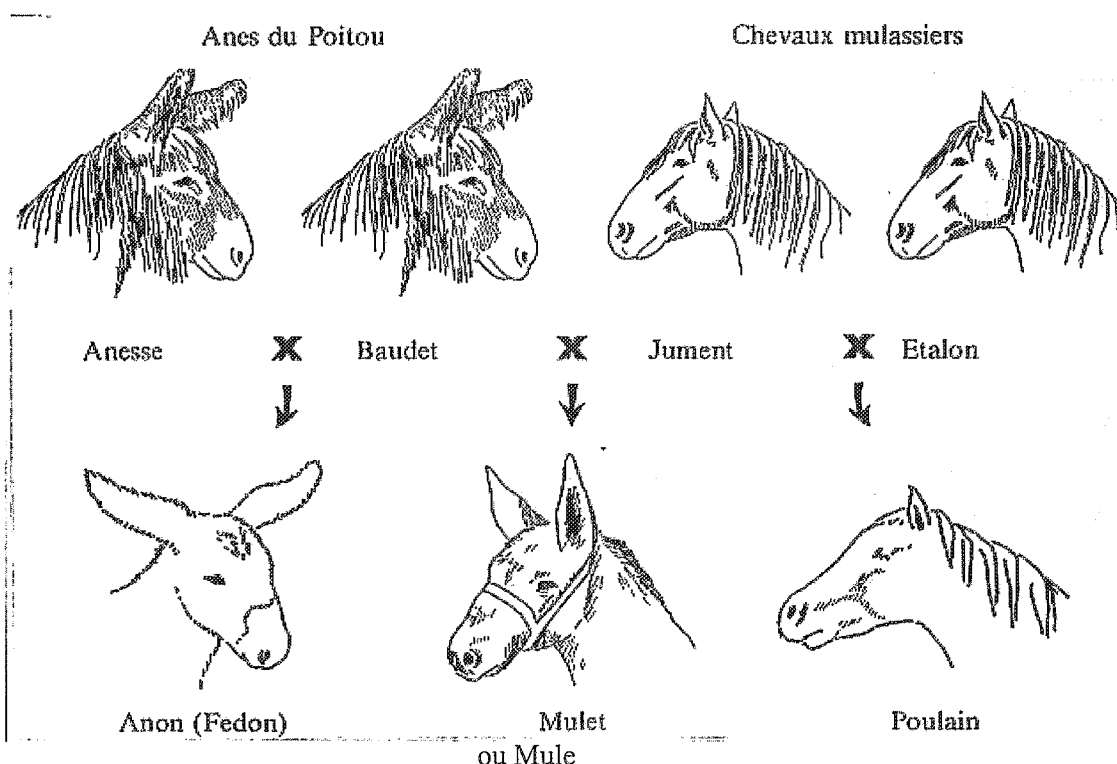 Anes du Poitou
Chevaux mulassiers
Anesse X Baudet X Jument X Etalon
Anon (Fedon)
Mulet
Poulain
ou Mule